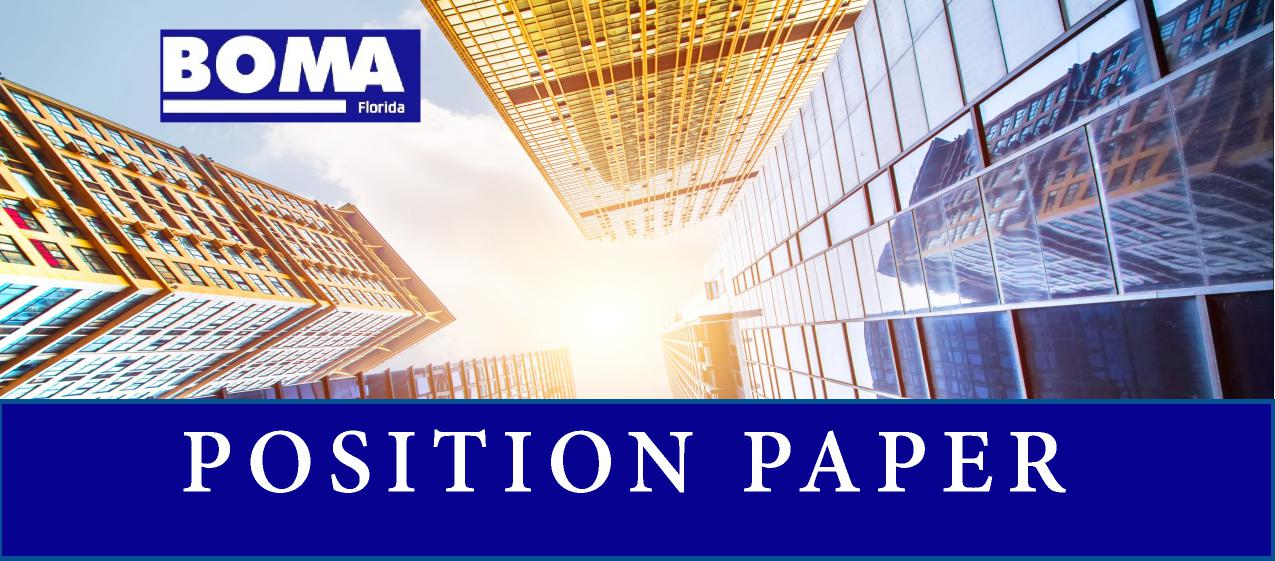 BOMA
Florida
POSITION PAPER